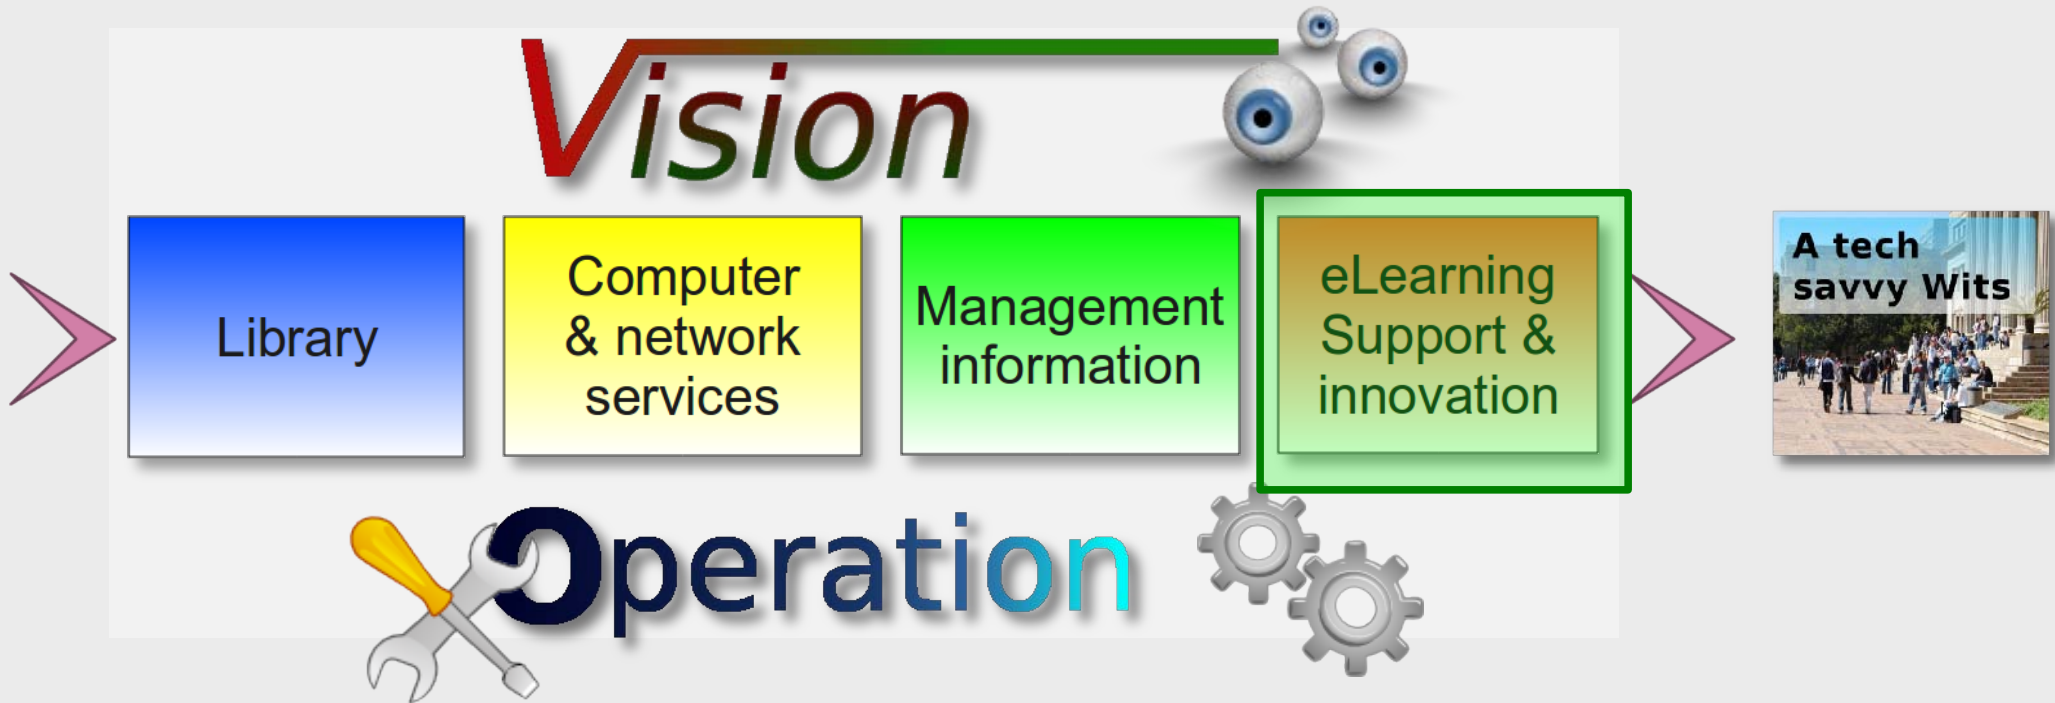 Vision
Library
Computer
& network
services
Management
information
eLearning
Support &
innovation
A tech
savvy Wits
Operation